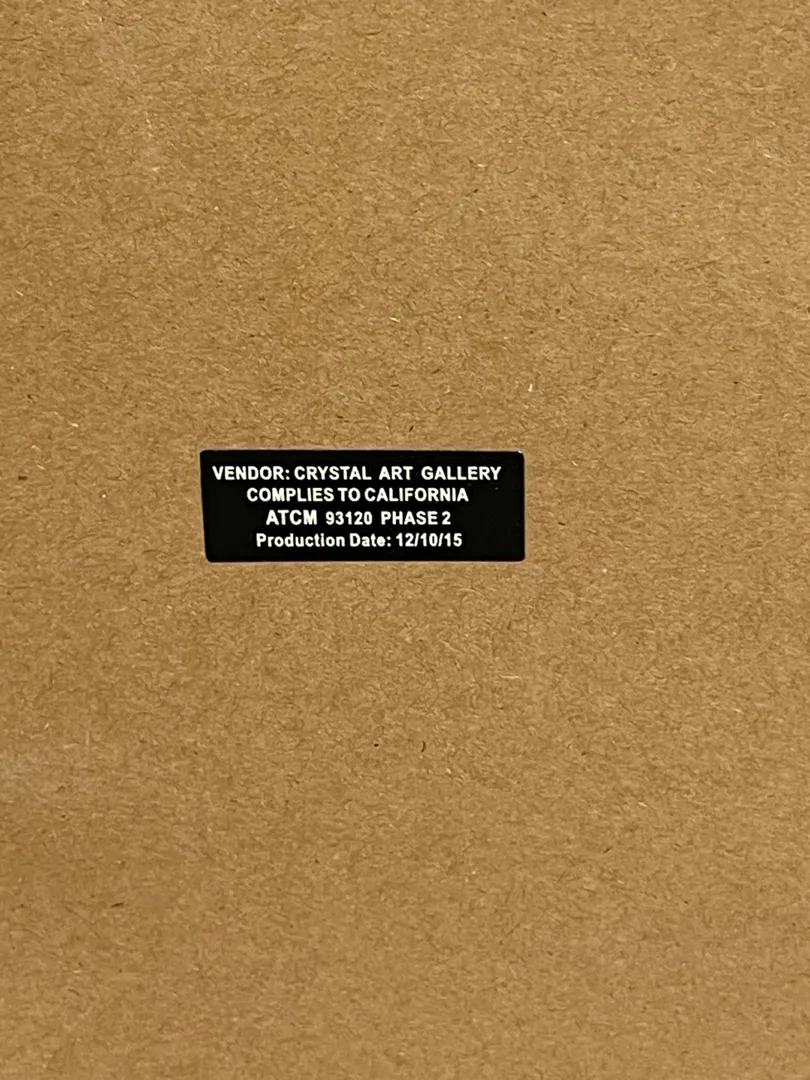 VENDOR: CRYSTAL ART GALLERY
COMPLIES TO CALIFORNIA
ATCM 93120 PHASE 2
Production Date: 12/10/15